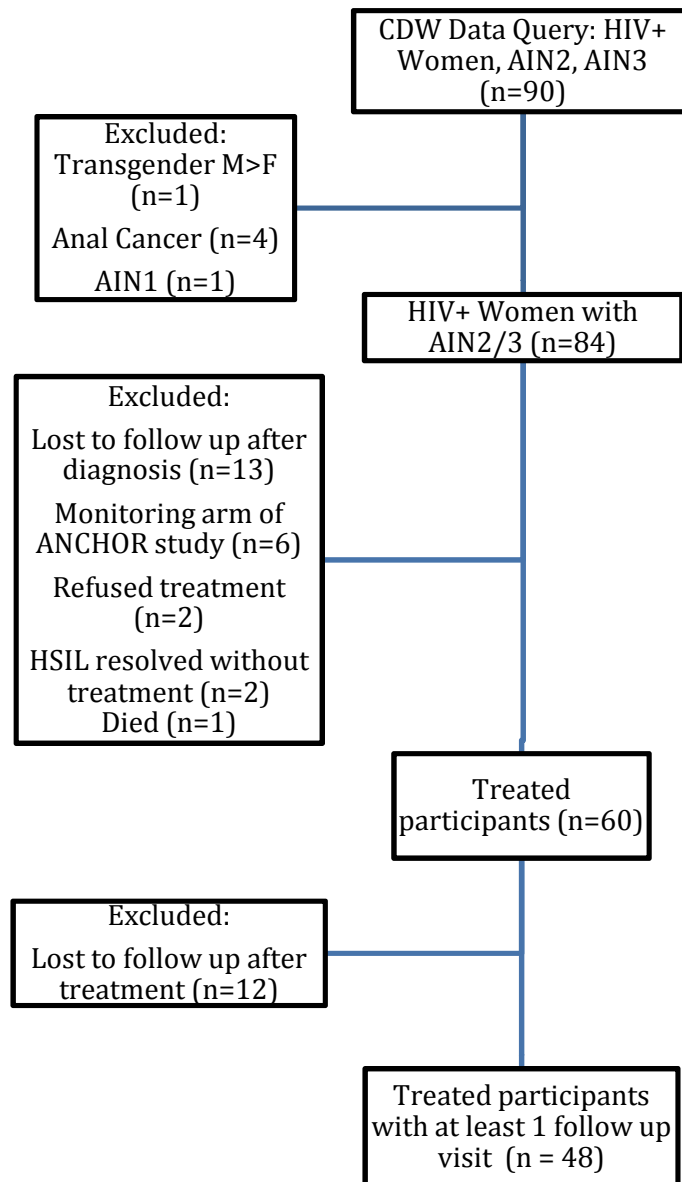 CDW Data Query: HIV+
Women, AIN2, AIN3
(n=90)
Excluded:
Transgender M>F
(n=1)
Anal Cancer (n=4)
AIN1 (n=1)
HIV+ Women with
AIN2/3 (n=84)
Excluded:
Lost to follow up after
diagnosis (n=13)
Monitoring arm of
ANCHOR study (n=6)
Refused treatment
(n=2)
HSIL resolved without
treatment (n=2)
Died (n=1)
Treated
participants (n=60)
Excluded:
Lost to follow up after
treatment (n=12)
Treated participants
with at least 1 follow up
visit (n = 48)